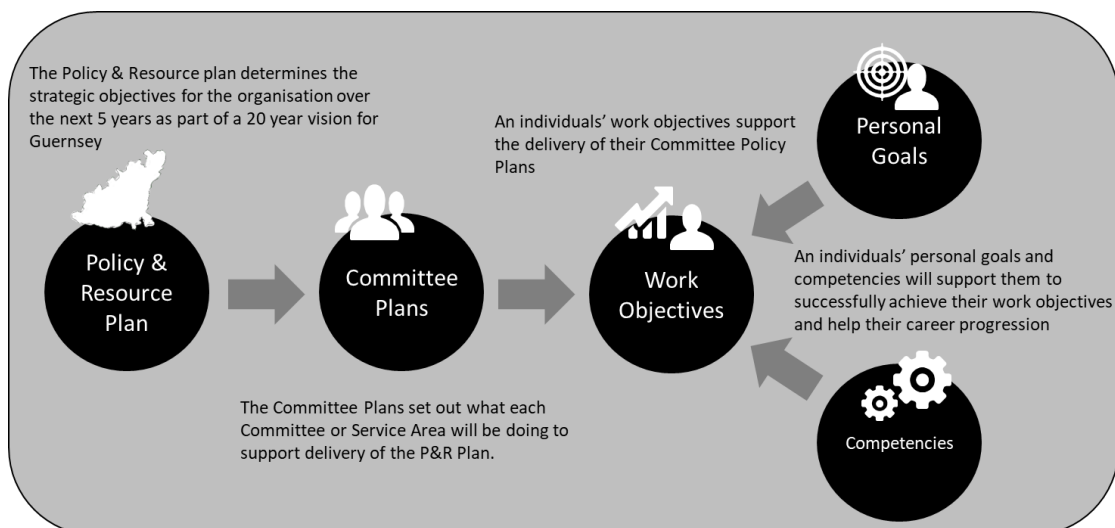 The Policy & Resource plan determines the
strategic objectives for the organisation over
the next 5 years as part of a 20 year vision for
Guernsey
Policy &
Resource
Plan
Committee
Plans
The Committee Plans set out what each
Committee or Service Area will be doing to
support delivery of the P&R Plan.
An individuals’ work objectives support
the delivery of their Committee Policy
Plans
Work
Objectives
Personal
Goals
An individuals’ personal goals and
competencies will support them to
successfully achieve their work objectives
and help their career progression
Competencies